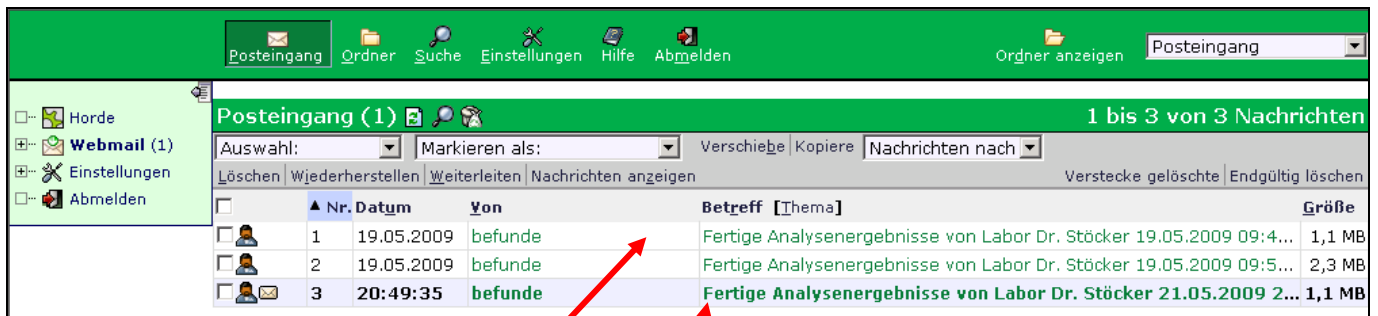 Posteingang Ordner Suche Einstellungen Hilfe Abmelden Ordner anzeigen Posteingang
Horde
Webmail (1)
Einstellungen
Abmelden
Posteingang (1) 1 bis 3 von 3 Nachrichten
Auswahl: Markieren als: Verschiebe | Kopiere Nachrichten nach
Löschen | Wiederherstellen | Weiterleiten | Nachrichten anzeigen Verstecke gelöschte | Endgültig löschen
Nr. Datum Von Betreff [Thema] Größe
1 19.05.2009 befunde Fertige Analysenergebnisse von Labor Dr. Stöcker 19.05.2009 09:4... 1,1 MB
2 19.05.2009 befunde Fertige Analysenergebnisse von Labor Dr. Stöcker 19.05.2009 09:5... 2,3 MB
3 20:49:35 befunde Fertige Analysenergebnisse von Labor Dr. Stöcker 21.05.2009 2... 1,1 MB